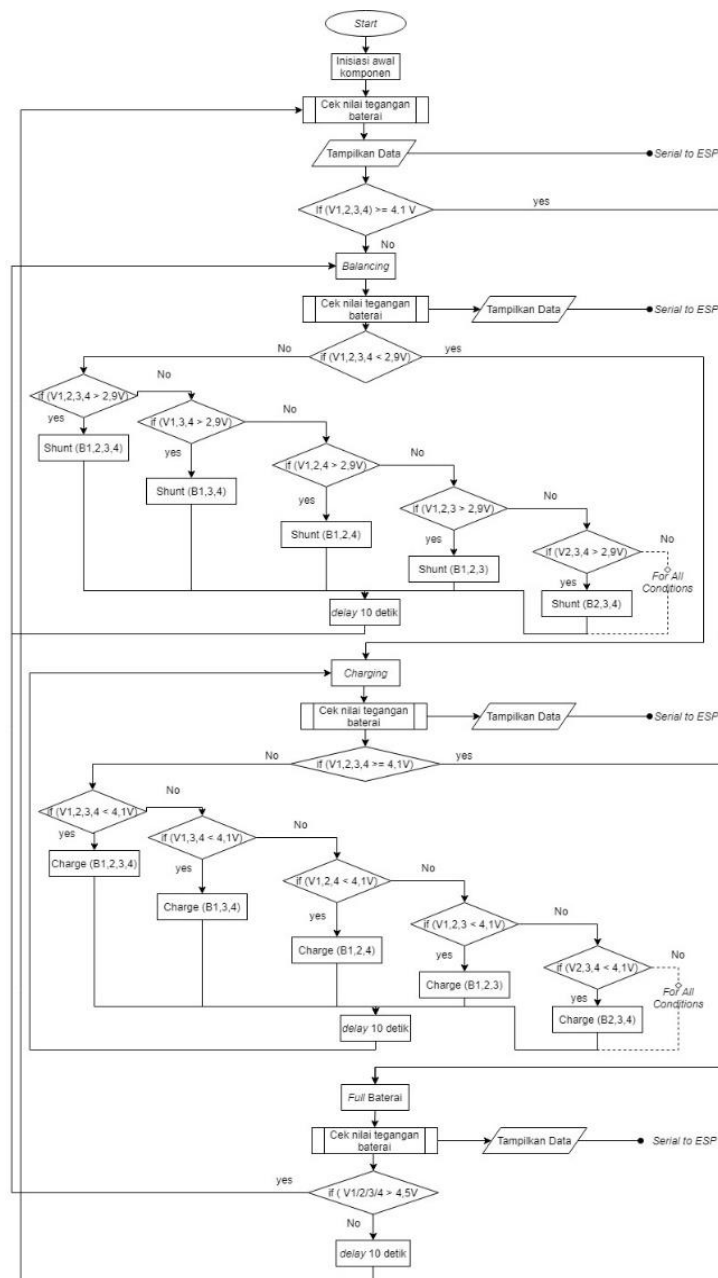 Start
Inisiasi awal
komponen
Cek nilai tegangan
baterai
Tampilkan Data
Serial to ESP
If (V1,2,3,4) >= 4,1 V
yes
No
Balancing
Cek nilai tegangan
baterai
Tampilkan Data
Serial to ESP
if (V1,2,3,4 < 2,9V)
No
yes
if (V1,2,3,4 > 2,9V)
No
yes
Shunt (B1,2,3,4)
if (V1,3,4 > 2,9V)
No
yes
Shunt (B1,3,4)
if (V1,2,4 > 2,9V)
No
yes
Shunt (B1,2,4)
if (V1,2,3 > 2,9V)
No
yes
Shunt (B1,2,3)
if (V2,3,4 > 2,9V)
No
yes
Shunt (B2,3,4)
For All
Conditions
delay 10 detik
Charging
Cek nilai tegangan
baterai
Tampilkan Data
Serial to ESP
if (V1,2,3,4 >= 4,1V)
No
yes
if (V1,2,3,4 < 4,1V)
No
yes
Charge (B1,2,3,4)
if (V1,3,4 < 4,1V)
No
yes
Charge (B1,3,4)
if (V1,2,4 < 4,1V)
No
yes
Charge (B1,2,4)
if (V1,2,3 < 4,1V)
No
yes
Charge (B1,2,3)
if (V2,3,4 < 4,1V)
No
yes
Charge (B2,3,4)
For All
Conditions
delay 10 detik
Full Baterai
Cek nilai tegangan
baterai
Tampilkan Data
Serial to ESP
if ( V1/2/3/4 > 4,5V
yes
No
delay 10 detik